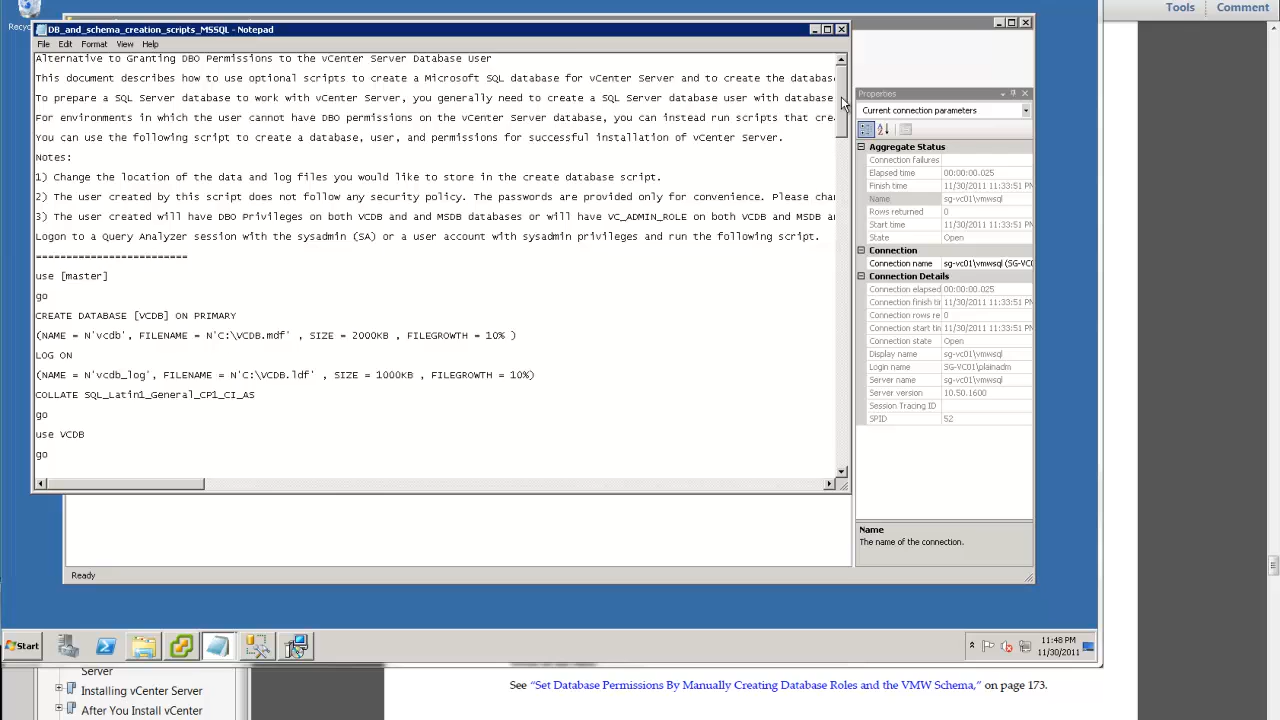 Tools
Comment
Recyc
DB_and_schema_creation_scripts_MSSQL - Notepad
File Edit Format View Help
Alternative to Granting DBO Permissions to the vCenter Server Database User
This document describes how to use optional scripts to create a Microsoft SQL database for vCenter Server and to create the database
To prepare a SQL Server database to work with vCenter Server, you generally need to create a SQL Server database user with database
For environments in which the user cannt have DBO permissions on the vCenter Server database, you can instead run scripts that cre
You can use the following script to create a database, user, and permissions for successful installation of vCenter Server.
Notes:
1) Change the location of the data and log files you would like to store in the create database script.
2) The user created by this script does not follow any security policy. The passwords are provided only for convenience. Please chan
3) The user created will have DBO Privileges on both VCDB and and MSDB databases or will have VC_ADMIN_ROLE on both VCDB and MSDB an
Logon to a Query Analyser session with the sysadmin (SA) or a user account with sysadmin privileges and run the following script.
=========================
use [master]
go
CREATE DATABASE [VCDB] ON PRIMARY
(NAME = N'vcdb', FILENAME = N'C:\VCDB.mdf' , SIZE = 2000KB , FILEGROWTH = 10% )
LOG ON
(NAME = N'vcdb_log', FILENAME = N'C:\VCDB.ldf' , SIZE = 1000KB , FILEGROWTH = 10%)
COLLATE SQL_Latin1_General_CP1_CI_AS
go
use VCDB
go
Properties
Current connection parameters
Aggregate Status
Connection failures
Elapsed time 00:00:00.025
Finish time 11/30/2011 11:33:51 PM
Name sg-vc01\vmwsql
Rows returned 0
Start time 11/30/2011 11:33:51 PM
State Open
Connection
Connection name sg-vc01\vmwsql (SG-VC0
Connection Details
Connection elapsed 00:00:00.025
Connection finish tin 11/30/2011 11:33:51 PM
Connection rows re 0
Connection start tin 11/30/2011 11:33:51 PM
Connection state Open
Display name sg-vc01\vmwsql
Login name SG-VC01\plainadm
Server name sg-vc01\vmwsql
Server version 10.50.1600
Session Tracing ID
SPID 52
Name
The name of the connection.
Ready
Start
11:48 PM
11/30/2011
Server
Installing vCenter Server
After You Install vCenter
See “Set Database Permissions By Manually Creating Database Roles and the VMW Schema,” on page 173.